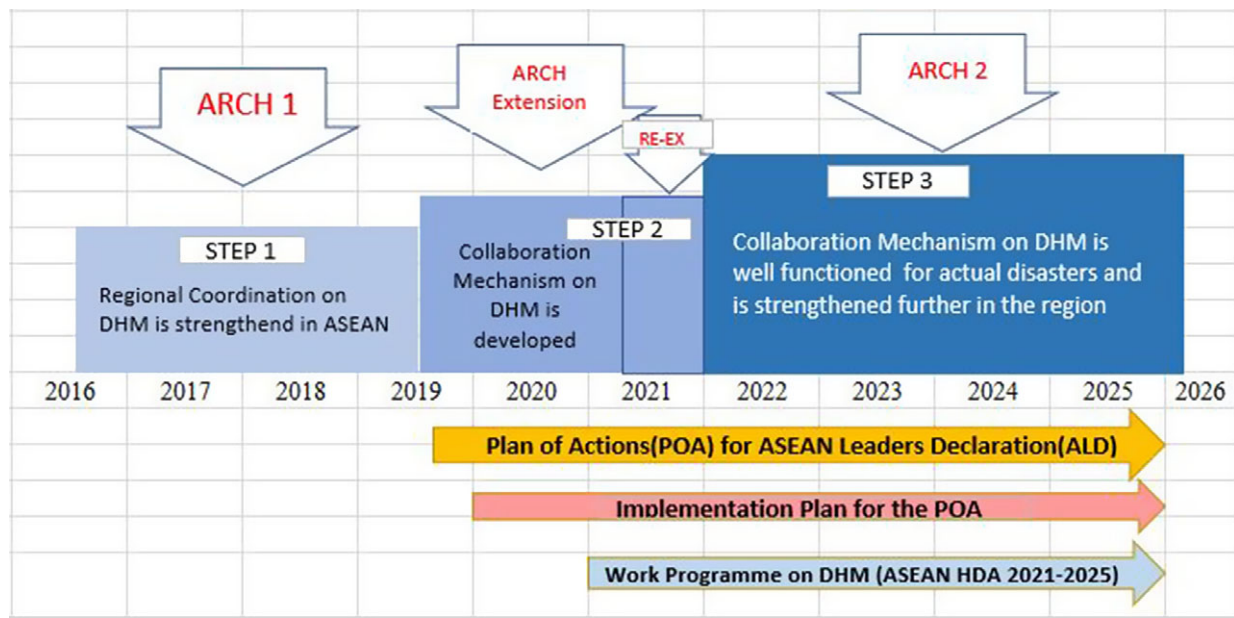 ARCH 1
ARCH
Extension
RE-EX
ARCH 2
STEP 1
Regional Coordination on
DHM is strengthend in ASEAN
STEP 2
Collaboration
Mechanism on
DHM is
developed
STEP 3
Collaboration Mechanism on DHM is
well functioned for actual disasters and
is strengthened further in the region
2016 2017 2018 2019 2020 2021 2022 2023 2024 2025 2026
Plan of Actions(POA) for ASEAN Leaders Declaration(ALD)
Implementation Plan for the POA
Work Programme on DHM (ASEAN HDA 2021-2025)